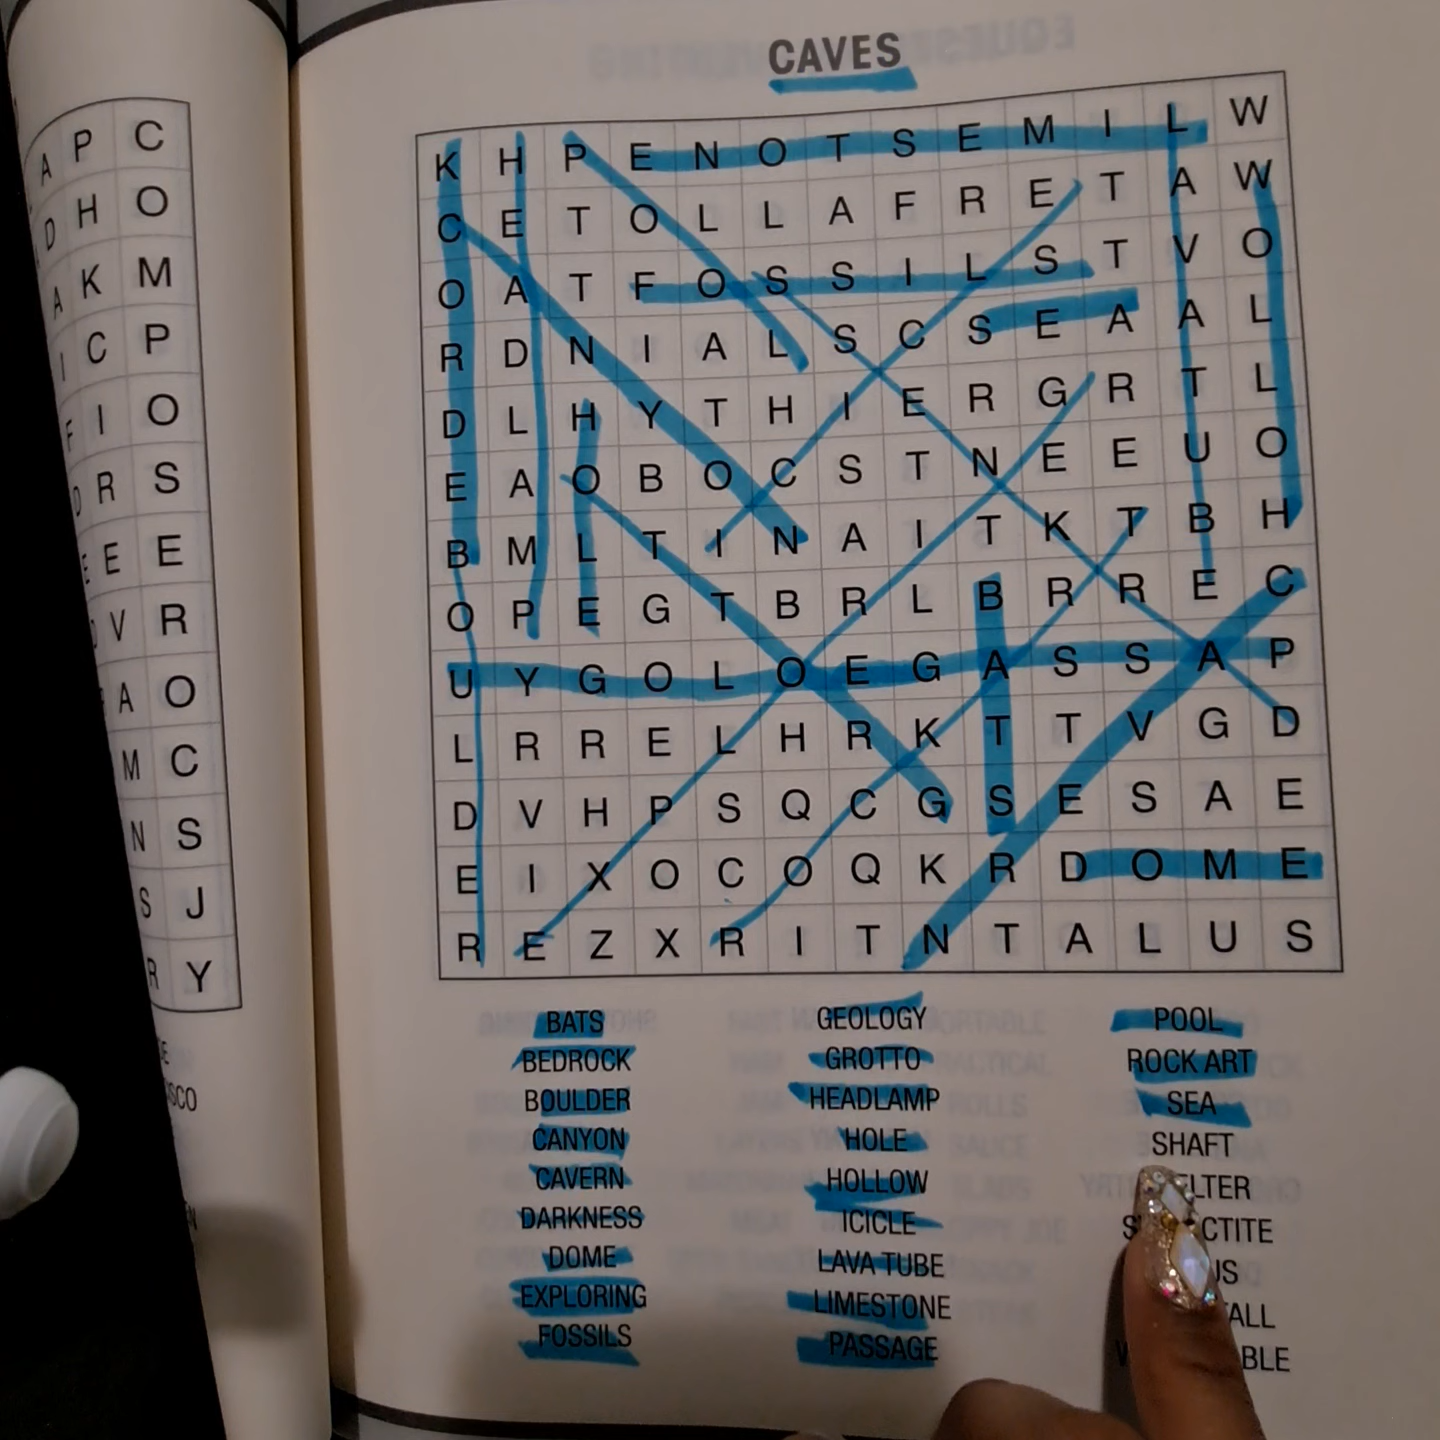 CAVES
K H P E N O T S E M I L W
C E T O L L A F R E T A W
O A T F O S S I L S T V O
R D N I A L S C S E A A L
D L H Y T H I E R G R T L
E A O B O C S T N E E U O
B M L T I N A I T K T B H
O P E G T B R L B R R E C
U Y G O L O E G A S S A P
L R R E L H R K T T V G D
D V H P S Q C G S E S A E
E I X O C O Q K R D O M E
R E Z X R I T N T A L U S
BATS
BEDROCK
BOULDER
CANYON
CAVERN
DARKNESS
DOME
EXPLORING
FOSSILS
GEOLOGY
GROTTO
HEADLAMP
HOLE
HOLLOW
ICICLE
LAVA TUBE
LIMESTONE
PASSAGE
POOL
ROCK ART
SEA
SHAFT
A P C
D H O
A K M
I C P
F I O
D R S
E E E
V R
A O
M C
N S
S J
R Y